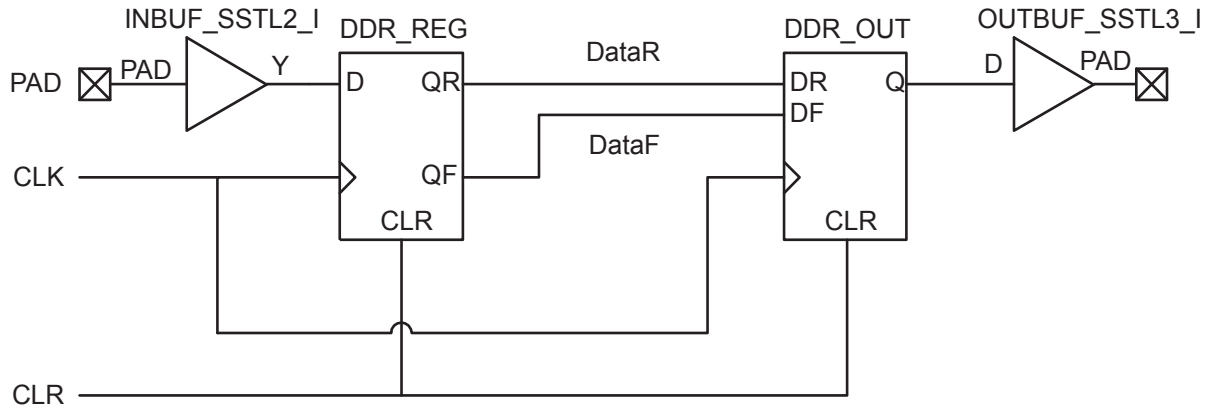 INBUF_SSTL2_I
DDR_REG
DDR_OUT
OUTBUF_SSTL3_I
PAD
PAD
Y
D
QR
DataR
DR
Q
D
PAD
DF
DataF
CLK
QF
CLR
CLR
CLR